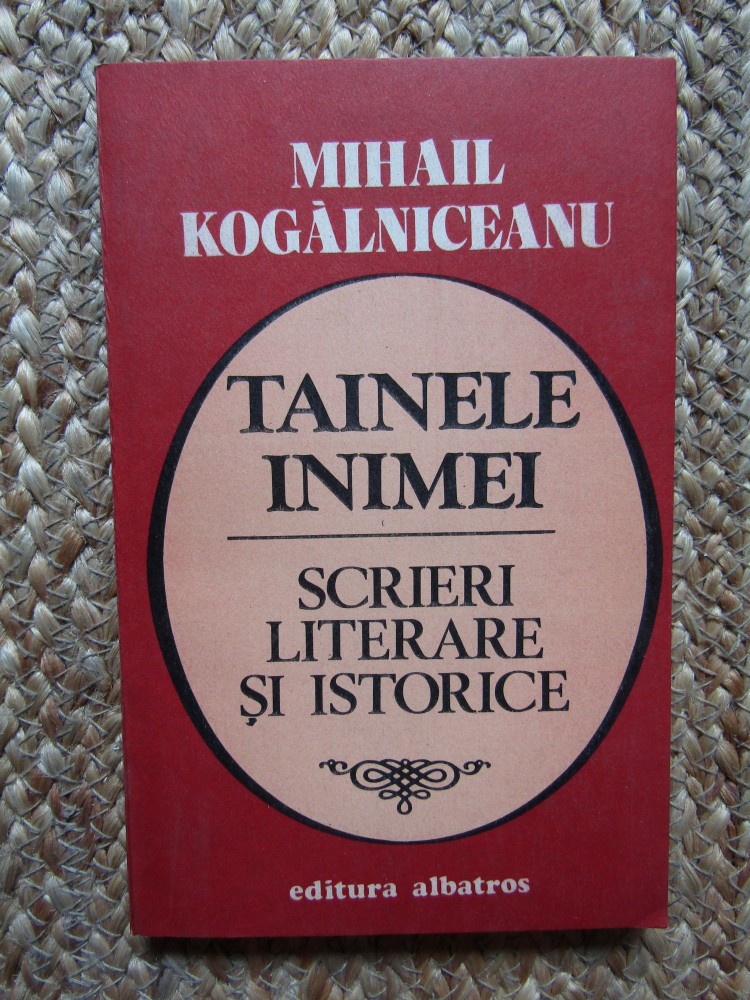 MIHAIL
KOGĂLNICEANU
TAINELE
INIMEI
SCRIERI
LITERARE
ȘI ISTORICE
editura albatros